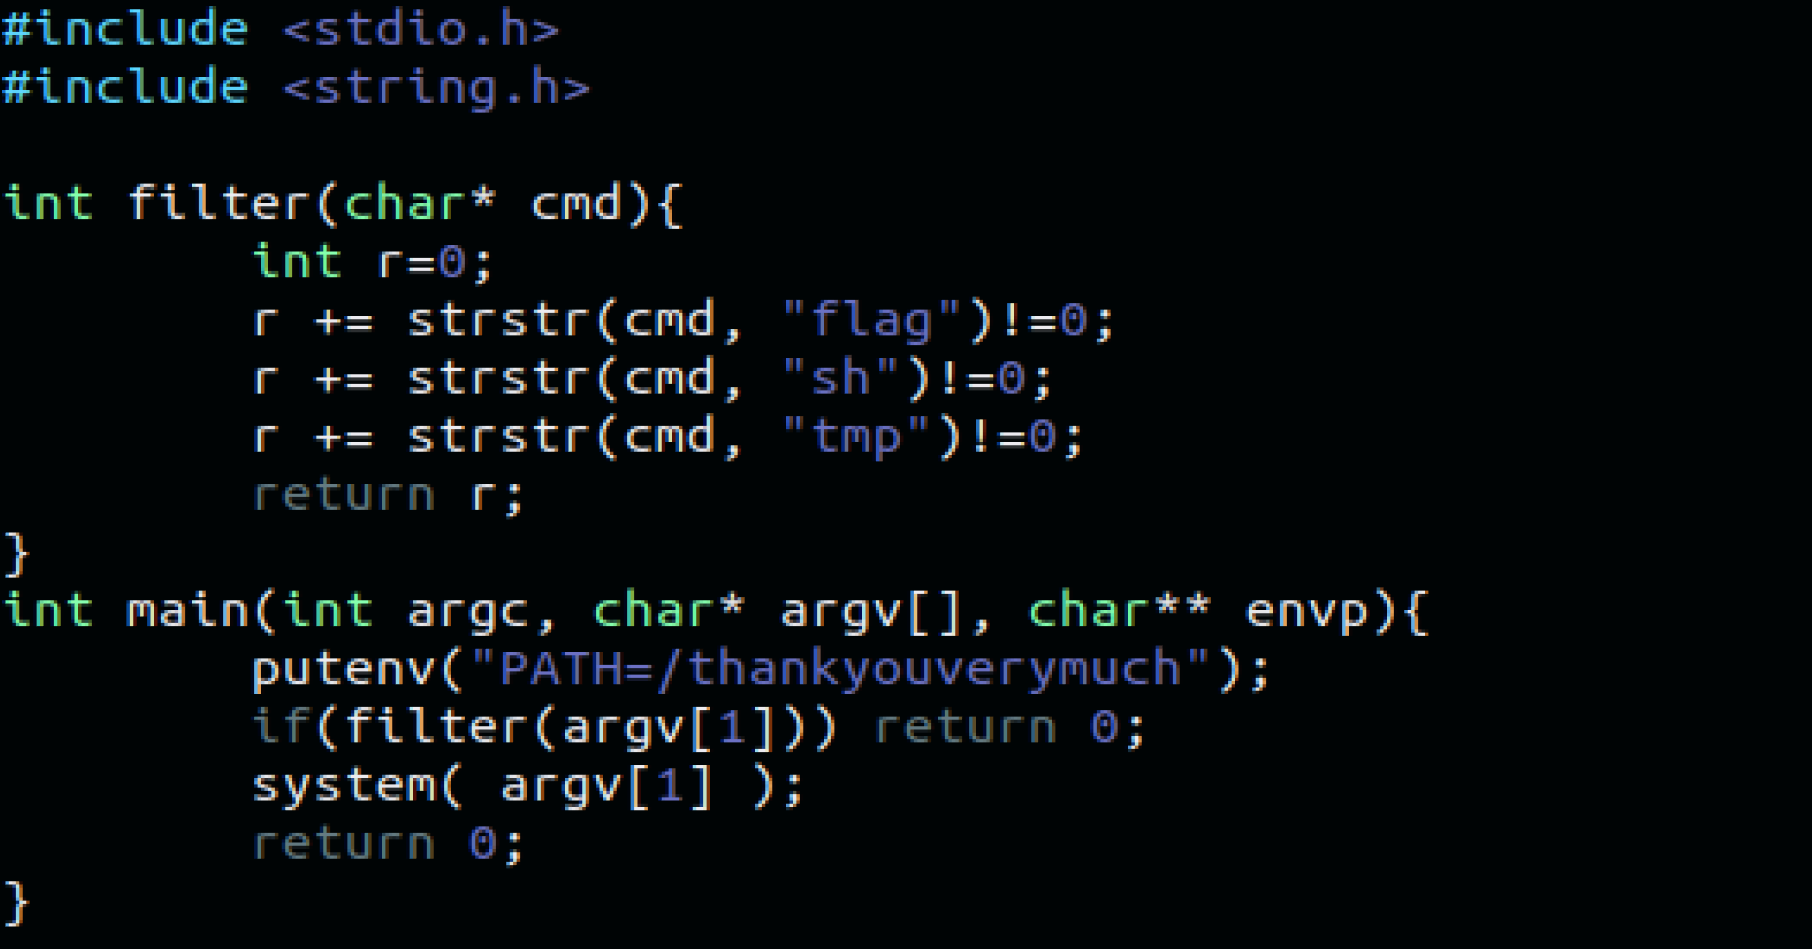 #include <stdio.h>
#include <string.h>

int filter(char* cmd){
        int r=0;
        r += strstr(cmd, "flag")!=0;
        r += strstr(cmd, "sh")!=0;
        r += strstr(cmd, "tmp")!=0;
        return r;
}
int main(int argc, char* argv[], char** envp){
        putenv("PATH=/thankyouverymuch");
        if(filter(argv[1])) return 0;
        system( argv[1] );
        return 0;
}